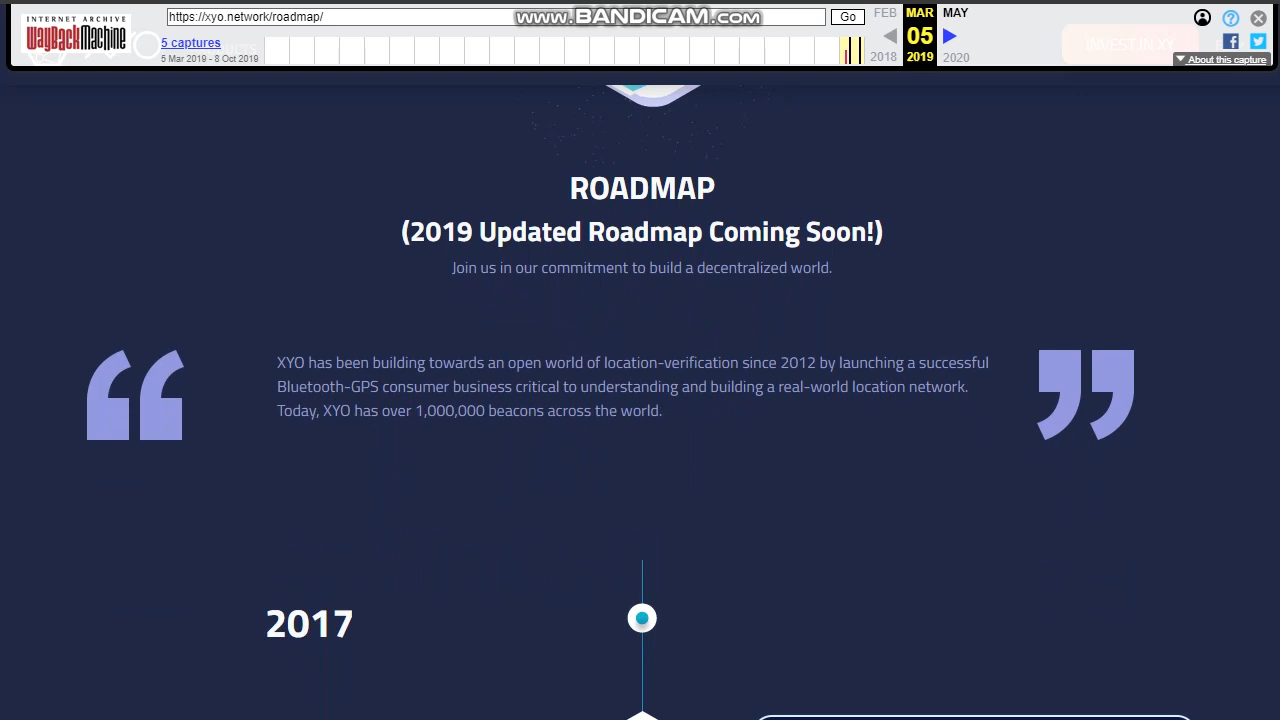 INTERNET ARCHIVE
WayBackMachine
https://xyo.network/roadmap/
Go
www.BANDICAM.com
FEB
MAR
MAY
5 captures
05
5 Mar 2019 - 8 Oct 2019
2018
2019
2020
INVEST IN XY
About this capture
ROADMAP
(2019 Updated Roadmap Coming Soon!)
Join us in our commitment to build a decentralized world.
“
XYO has been building towards an open world of location-verification since 2012 by launching a successful
Bluetooth-GPS consumer business critical to understanding and building a real-world location network.
Today, XYO has over 1,000,000 beacons across the world.
”
2017